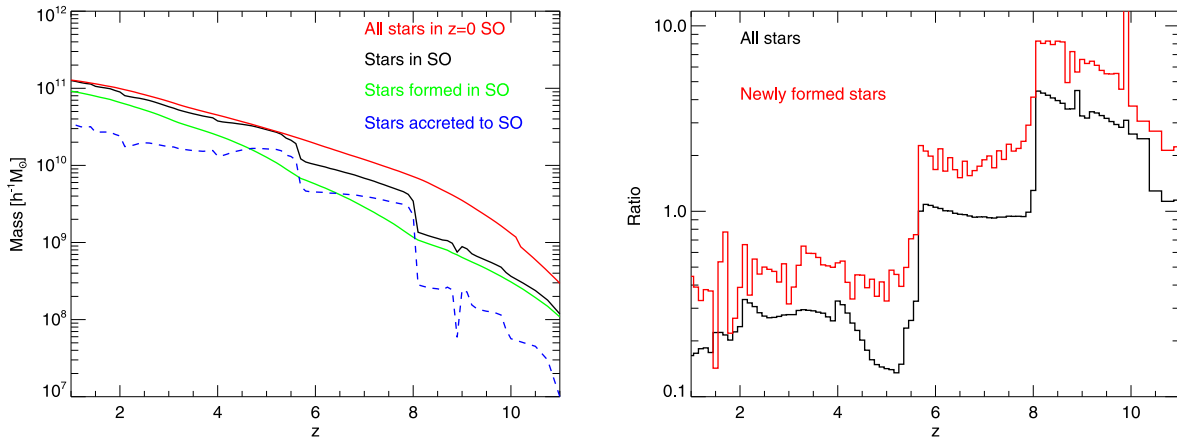 10¹²
10¹¹
10¹⁰
10⁹
10⁸
10⁷
Mass [h⁻¹M⊙]
All stars in z=0 SO
Stars in SO
Stars formed in SO
Stars accreted to SO
2 4 6 8 10
z
10.0
1.0
0.1
Ratio
All stars
Newly formed stars
2 4 6 8 10
z